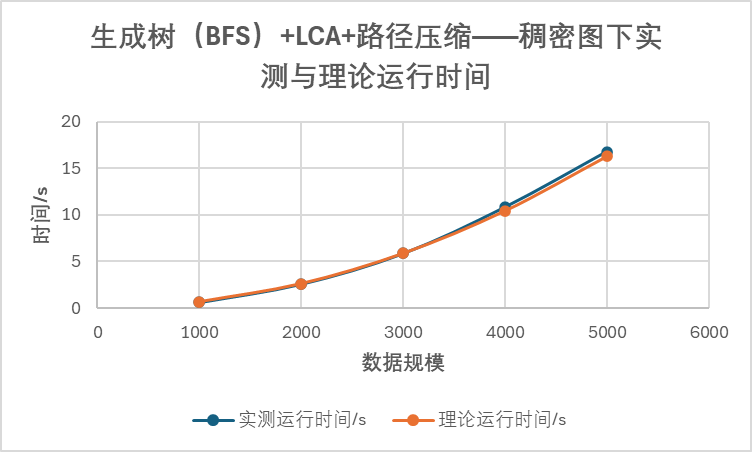 生成树（BFS）+LCA+路径压缩——稠密图下实
测与理论运行时间
20
15
10
5
0
时间/s
0 1000 2000 3000 4000 5000 6000
数据规模
实测运行时间/s 理论运行时间/s